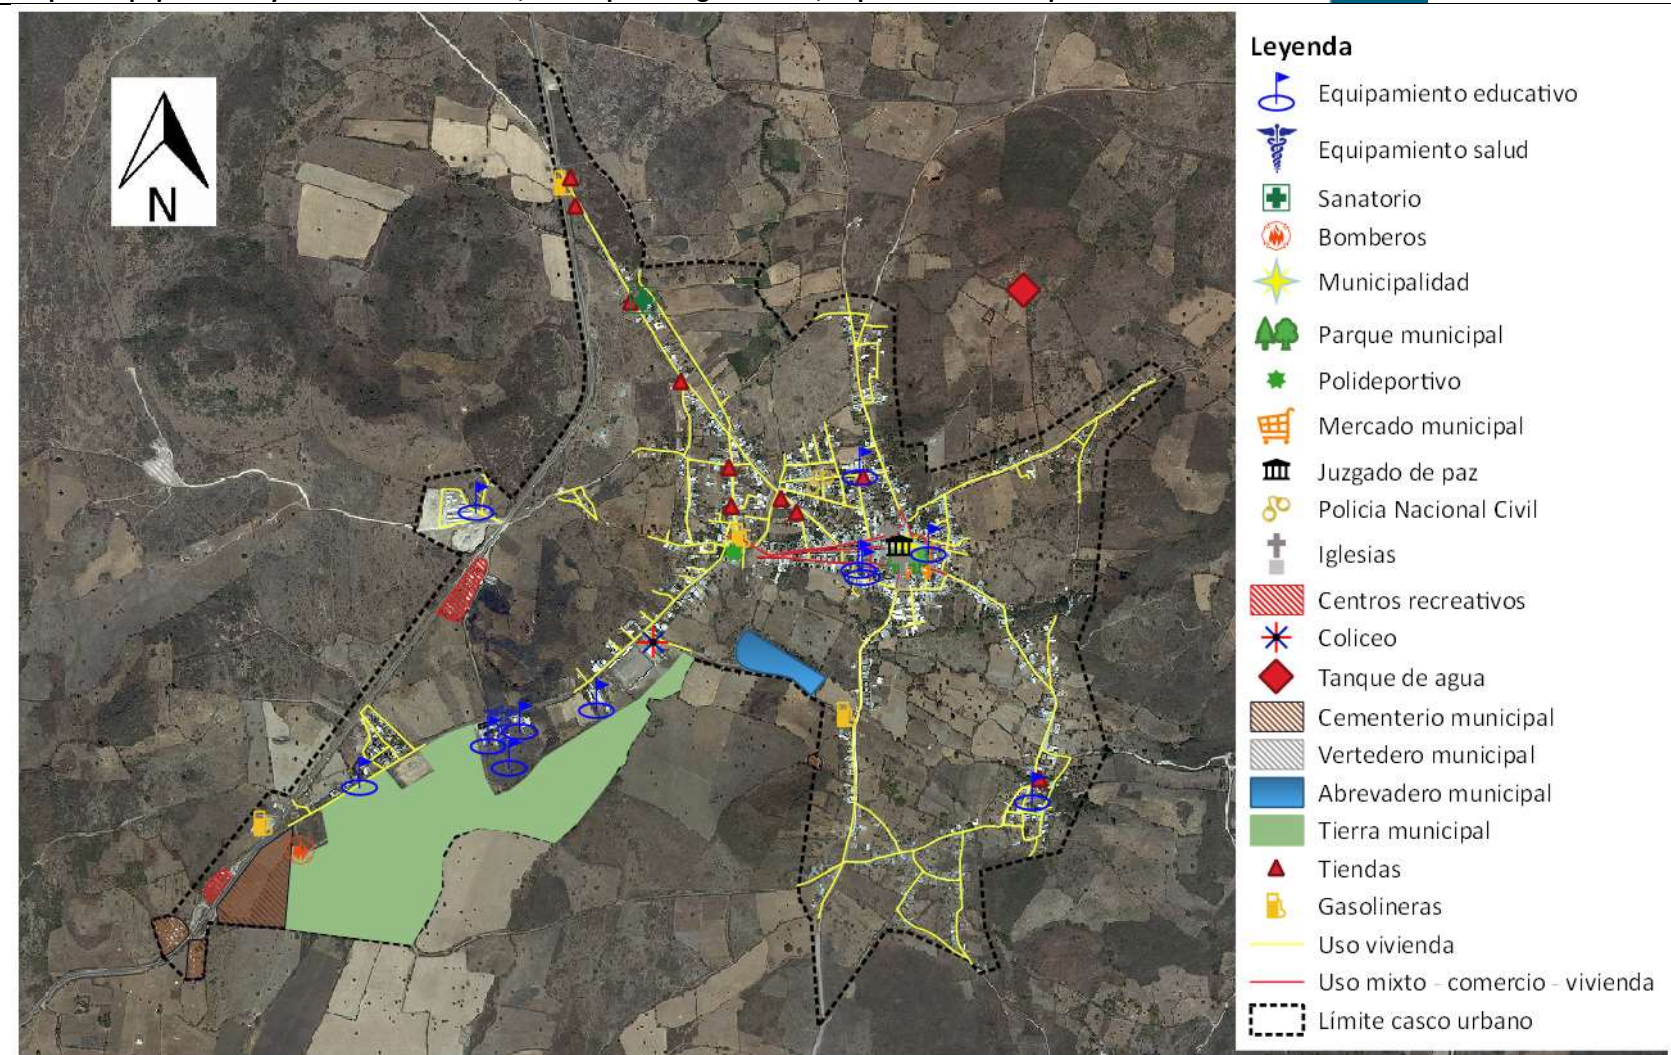 Leyenda
Equipamiento educativo
Equipamiento salud
Sanatorio
Bomberos
Municipalidad
Parque municipal
Polideportivo
Mercado municipal
Juzgado de paz
Policia Nacional Civil
Iglesias
Centros recreativos
Coliceo
Tanque de agua
Cementerio municipal
Vertedero municipal
Abrevadero municipal
Tierra municipal
Tiendas
Gasolineras
Uso vivienda
Uso mixto - comercio - vivienda
Límite casco urbano
N